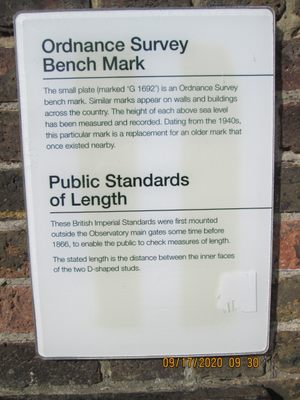 Ordnance Survey
Bench Mark
The small plate (marked 'G 1692') is an Ordnance Survey
bench mark. Similar marks appear on walls and buildings
across the country. The height of each above sea level
has been measured and recorded. Dating from the 1940s,
this particular mark is a replacement for an older mark that
once existed nearby.
Public Standards
of Length
These British Imperial Standards were first mounted
outside the Observatory main gates some time before
1866, to enable the public to check measures of length.
The stated length is the distance between the inner faces
of the two D-shaped studs.
09/17/2020 09:30